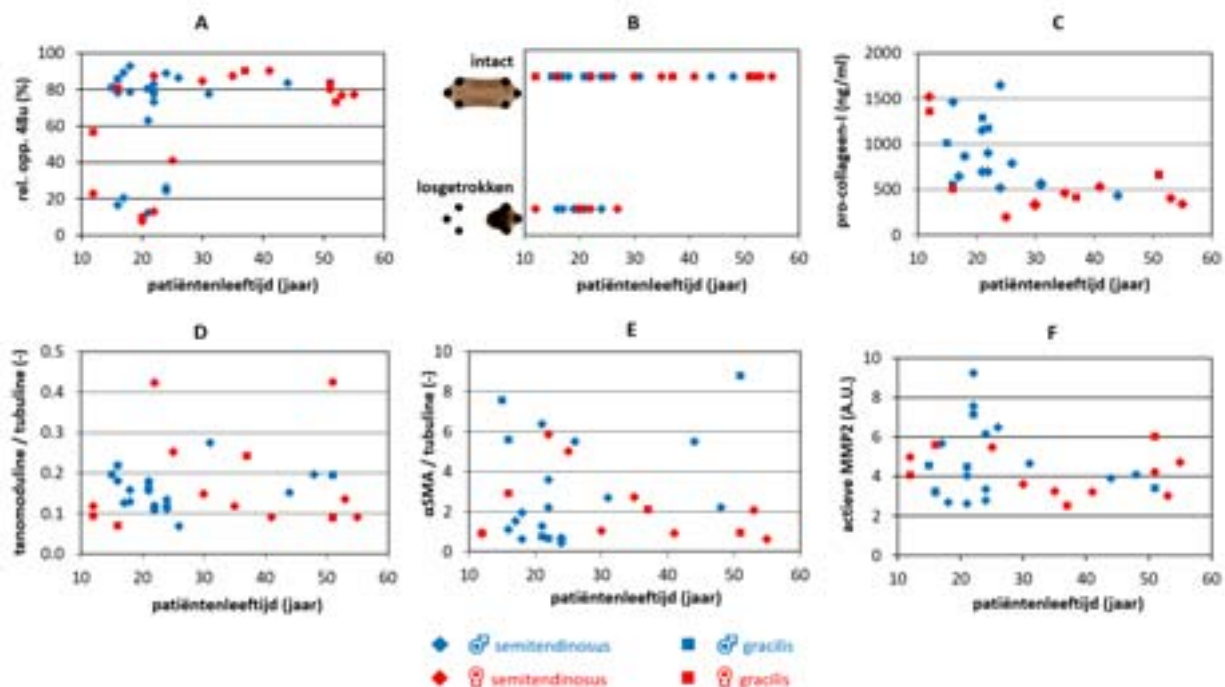 A
rel. opp. 48u (%)
100
80
60
40
20
0
10 20 30 40 50 60
patiëntenleeftijd (jaar)
B
intact
losgetrokken
10 20 30 40 50 60
patiëntenleeftijd (jaar)
C
pro-collageen-I (ng/ml)
2000
1500
1000
500
0
10 20 30 40 50 60
patiëntenleeftijd (jaar)
D
tenomoduline / tubuline (-)
0.5
0.4
0.3
0.2
0.1
0.0
10 20 30 40 50 60
patiëntenleeftijd (jaar)
E
αSMA / tubuline (-)
10
8
6
4
2
0
10 20 30 40 50 60
patiëntenleeftijd (jaar)
F
actieve MMP2 (A.U.)
10
8
6
4
2
0
10 20 30 40 50 60
patiëntenleeftijd (jaar)
♂ semitendinosus ♂ gracilis
♀ semitendinosus ♀ gracilis